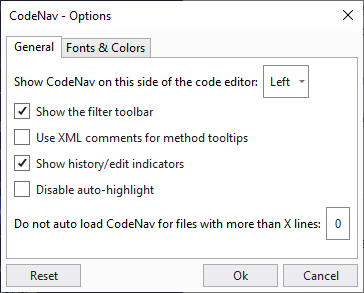 CodeNav - Options
General Fonts & Colors
Show CodeNav on this side of the code editor: Left
Show the filter toolbar
Use XML comments for method tooltips
Show history/edit indicators
Disable auto-highlight
Do not auto load CodeNav for files with more than X lines: 0
Reset Ok Cancel